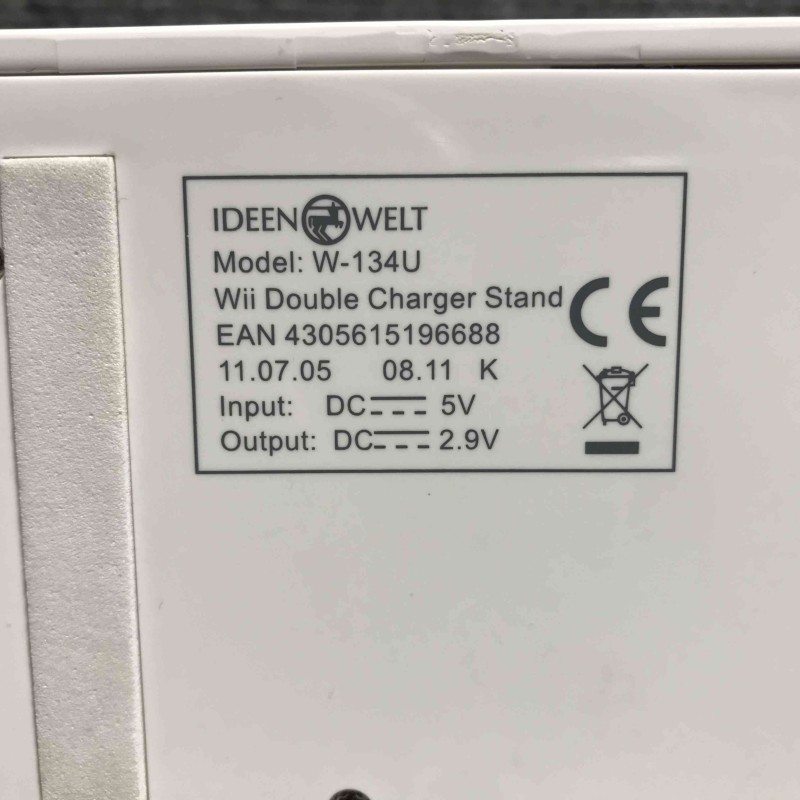 IDEEN WELT
Model: W-134U
Wii Double Charger Stand
EAN 4305615196688
11.07.05 08.11 K
Input: DC 5V
Output: DC 2.9V
CE